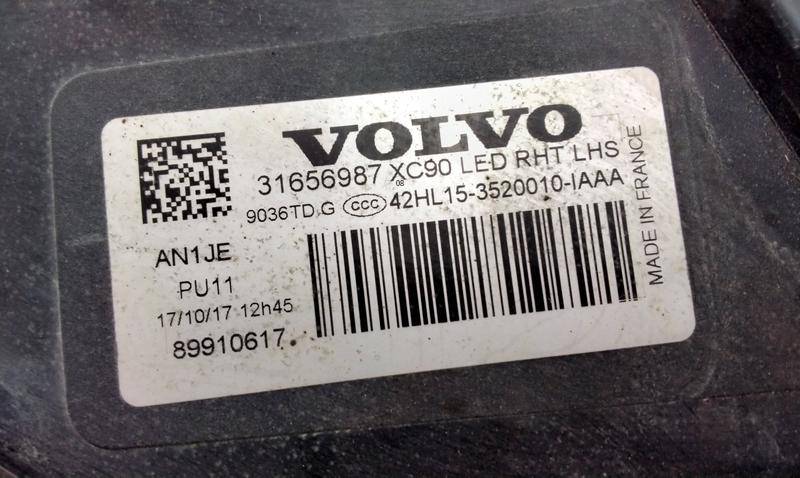 VOLVO
31656987 XC90 LED RHT LHS
08
9036TD.G CCC 42HL15-3520010-IAAA
AN1JE
PU11
17/10/17 12h45
89910617
MADE IN FRANCE